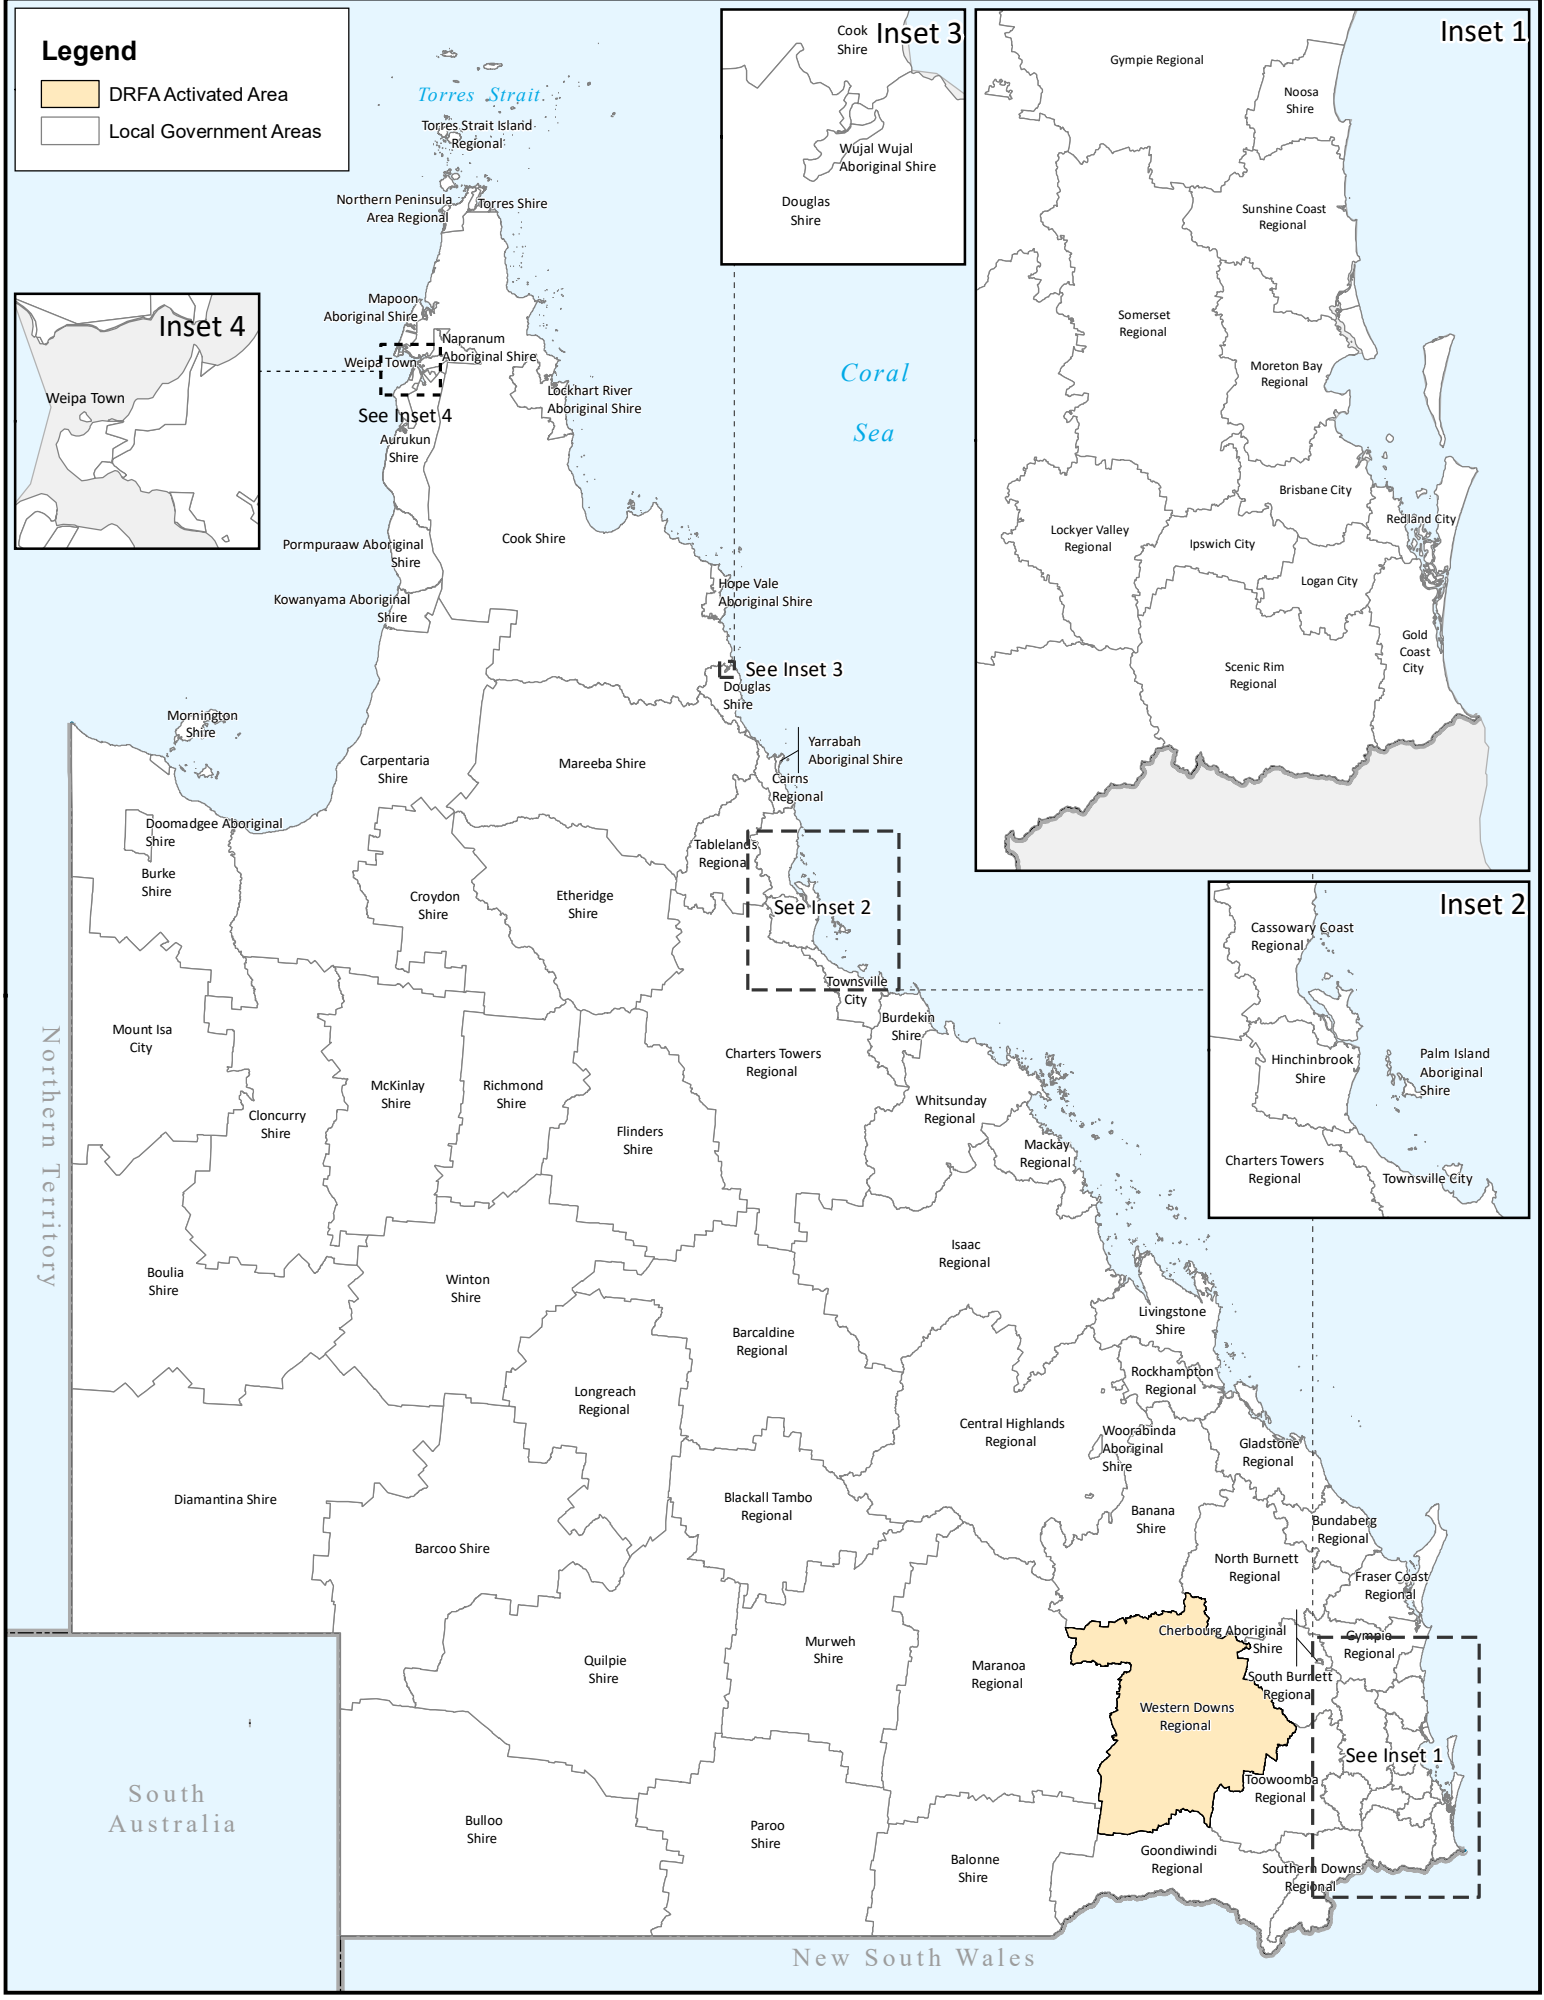 Legend
DRFA Activated Area
Local Government Areas
Torres Strait
Torres Strait Island
Regional
Northern Peninsula
Area Regional
Torres Shire
Mapoon
Aboriginal Shire
Napranum
Aboriginal Shire
Weipa Town
See Inset 4
Lockhart River
Aboriginal Shire
Aurukun
Shire
Coral
Sea
Cook Shire
Pormpuraaw Aboriginal
Shire
Kowanyama Aboriginal
Shire
Hope Vale
Aboriginal Shire
See Inset 3
Douglas
Shire
Mornington
Shire
Carpentaria
Shire
Mareeba Shire
Yarrabah
Aboriginal Shire
Cairns
Regional
Doomadgee Aboriginal
Shire
Burke
Shire
Tablelands
Regional
Croydon
Shire
Etheridge
Shire
See Inset 2
Townsville
City
Burdekin
Shire
Mount Isa
City
Charters Towers
Regional
McKinlay
Shire
Richmond
Shire
Cloncurry
Shire
Flinders
Shire
Whitsunday
Regional
Mackay
Regional
Northern Territory
Boulia
Shire
Winton
Shire
Isaac
Regional
Livingstone
Shire
Barcaldine
Regional
Longreach
Regional
Rockhampton
Regional
Central Highlands
Regional
Woorabinda
Aboriginal
Shire
Gladstone
Regional
Diamantina Shire
Blackall Tambo
Regional
Banana
Shire
Bundaberg
Regional
Barcoo Shire
North Burnett
Regional
Fraser Coast
Regional
Cherbourg Aboriginal
Shire
Gympie
Regional
Murweh
Shire
Quilpie
Shire
Maranoa
Regional
South Burnett
Regional
Western Downs
Regional
See Inset 1
Toowoomba
Regional
South
Australia
Bulloo
Shire
Paroo
Shire
Balonne
Shire
Goondiwindi
Regional
Southern Downs
Regional
New South Wales
Inset 4
Weipa Town
Inset 3
Cook
Shire
Wujal Wujal
Aboriginal Shire
Douglas
Shire
Inset 1
Gympie Regional
Noosa
Shire
Sunshine Coast
Regional
Somerset
Regional
Moreton Bay
Regional
Brisbane City
Redland City
Lockyer Valley
Regional
Ipswich City
Logan City
Gold
Coast
City
Scenic Rim
Regional
Inset 2
Cassowary Coast
Regional
Hinchinbrook
Shire
Palm Island
Aboriginal
Shire
Charters Towers
Regional
Townsville City